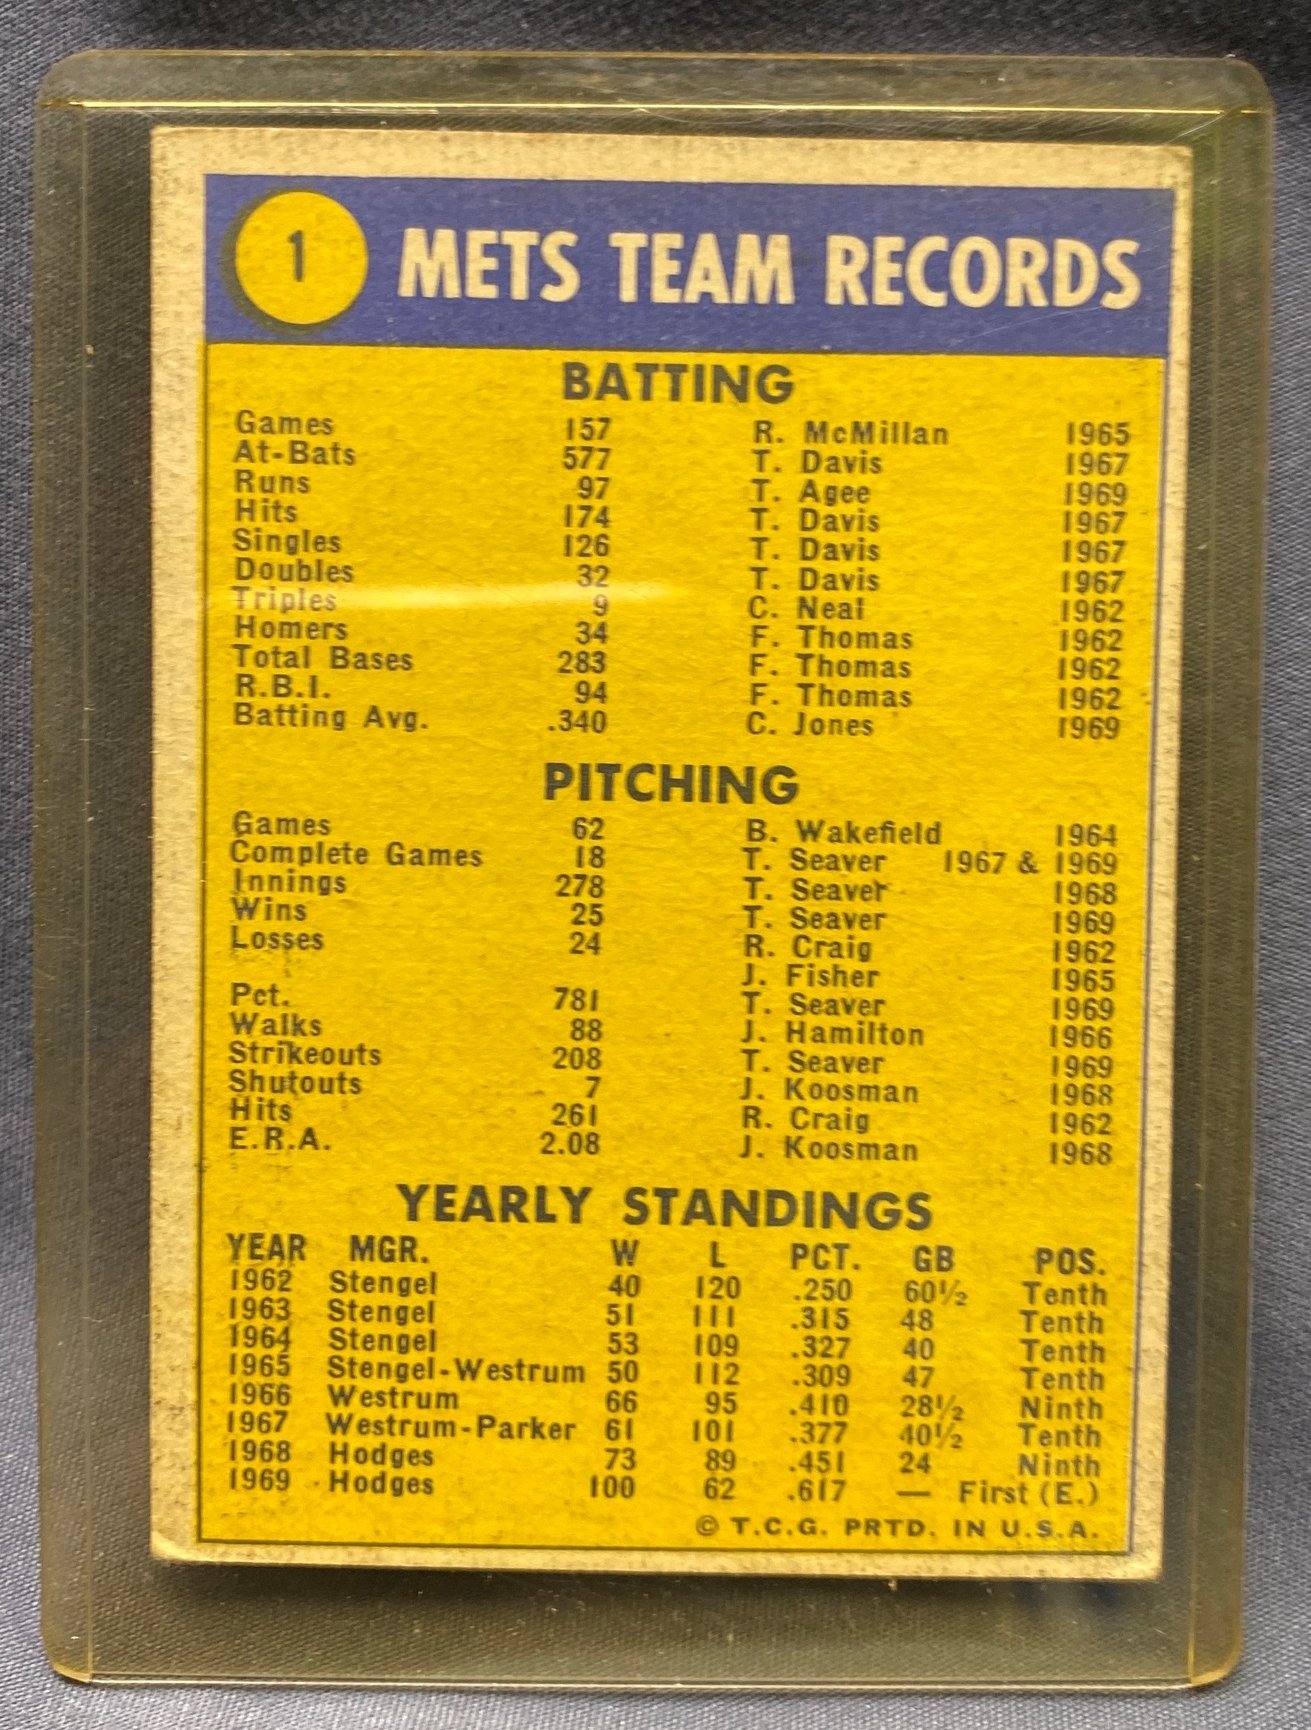 1 METS TEAM RECORDS
BATTING
Games 157 R. McMillan 1965
At-Bats 577 T. Davis 1967
Runs 97 T. Agee 1969
Hits 174 T. Davis 1967
Singles 126 T. Davis 1967
Doubles 32 T. Davis 1967
Triples 9 C. Neal 1962
Homers 34 F. Thomas 1962
Total Bases 283 F. Thomas 1962
R.B.I. 94 F. Thomas 1962
Batting Avg. .340 C. Jones 1969
PITCHING
Games 62 B. Wakefield 1964
Complete Games 18 T. Seaver 1967 & 1969
Innings 278 T. Seaver 1968
Wins 25 T. Seaver 1969
Losses 24 R. Craig 1962
J. Fisher 1965
Pct. 781 T. Seaver 1969
Walks 88 J. Hamilton 1966
Strikeouts 208 T. Seaver 1969
Shutouts 7 J. Koosman 1968
Hits 261 R. Craig 1962
E.R.A. 2.08 J. Koosman 1968
YEARLY STANDINGS
YEAR MGR. W L PCT. GB POS.
1962 Stengel 40 120 .250 60½ Tenth
1963 Stengel 51 111 .315 48 Tenth
1964 Stengel 53 109 .327 40 Tenth
1965 Stengel-Westrum 50 112 .309 47 Tenth
1966 Westrum 66 95 .410 28½ Ninth
1967 Westrum-Parker 61 101 .377 40½ Tenth
1968 Hodges 73 89 .451 24 Ninth
1969 Hodges 100 62 .617 — First (E.)
© T.C.G. PRTD. IN U.S.A.